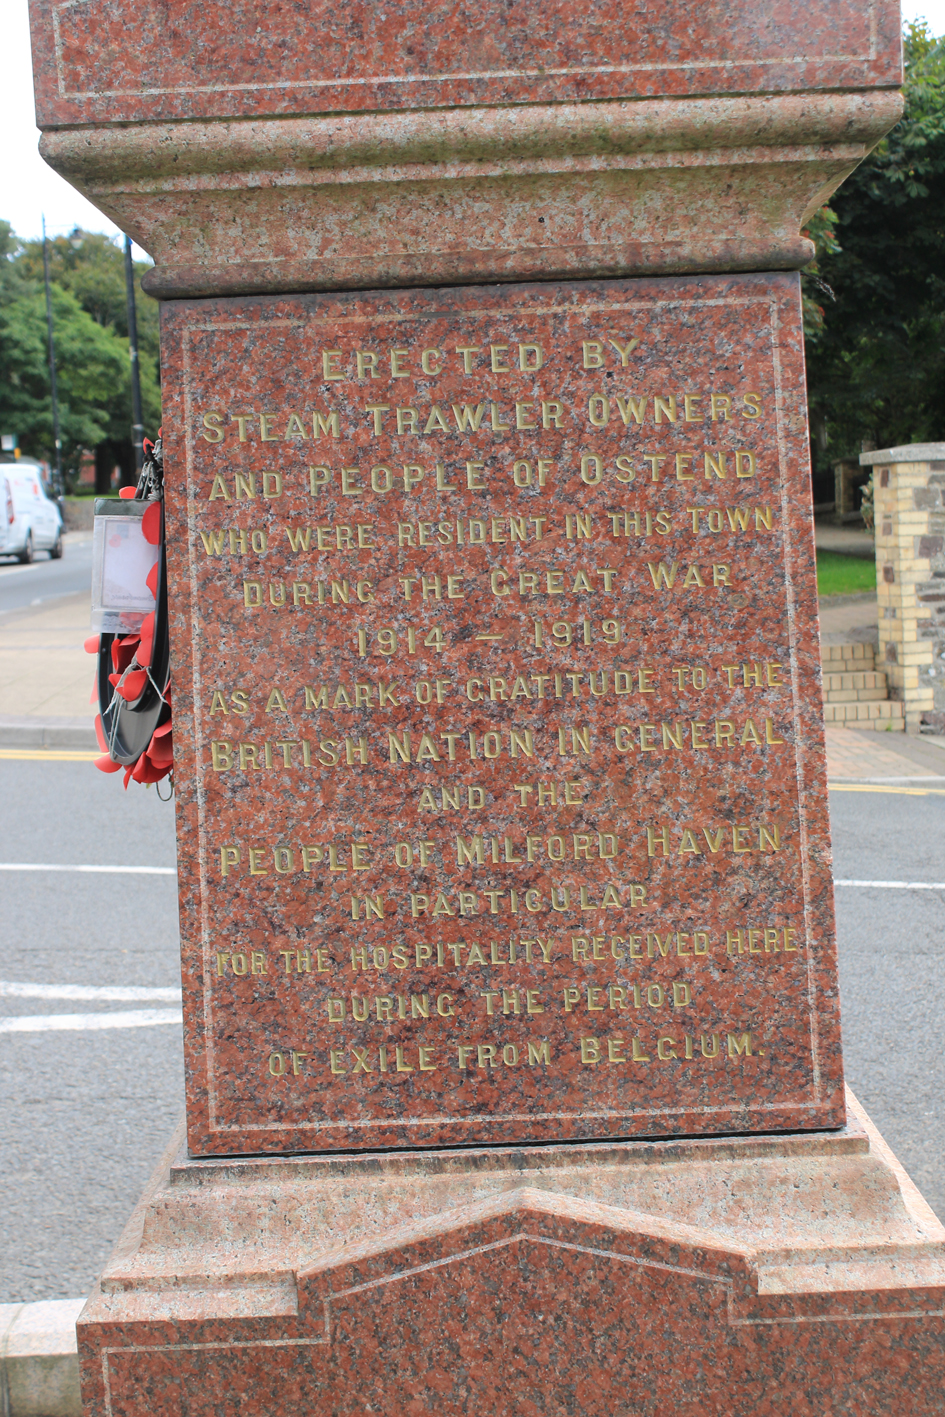 ERECTED BY
STEAM TRAWLER OWNERS
AND PEOPLE OF OSTEND
WHO WERE RESIDENT IN THIS TOWN
DURING THE GREAT WAR
1914 – 1919
AS A MARK OF GRATITUDE TO THE
BRITISH NATION IN GENERAL
AND THE
PEOPLE OF MILFORD HAVEN
IN PARTICULAR
FOR THE HOSPITALITY RECEIVED HERE
DURING THE PERIOD
OF EXILE FROM BELGIUM.